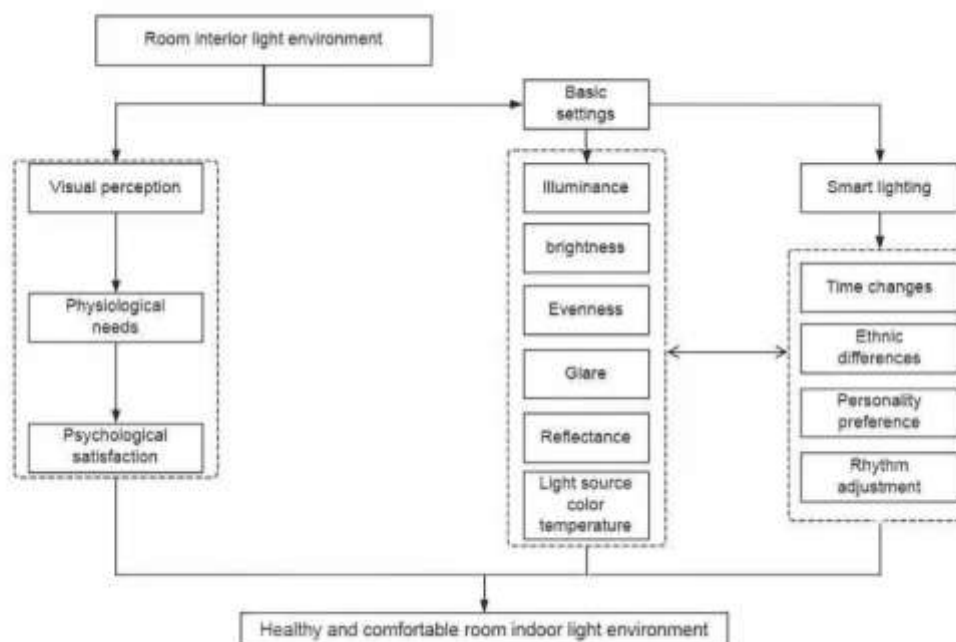 Room interior light environment
Basic
settings
Visual perception
Physiological
needs
Psychological
satisfaction
Illuminance
brightness
Evenness
Glare
Reflectance
Light source
color
temperature
Smart lighting
Time changes
Ethnic
differences
Personality
preference
Rhythm
adjustment
Healthy and comfortable room indoor light environment